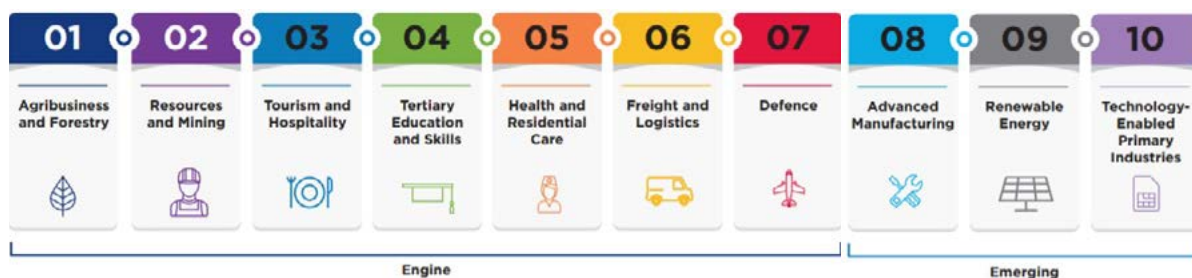 01
02
03
04
05
06
07
08
09
10
Agribusiness
and Forestry
Resources
and Mining
Tourism and
Hospitality
Tertiary
Education
and Skills
Health and
Residential
Care
Freight and
Logistics
Defence
Advanced
Manufacturing
Renewable
Energy
Technology-
Enabled
Primary
Industries
Engine
Emerging